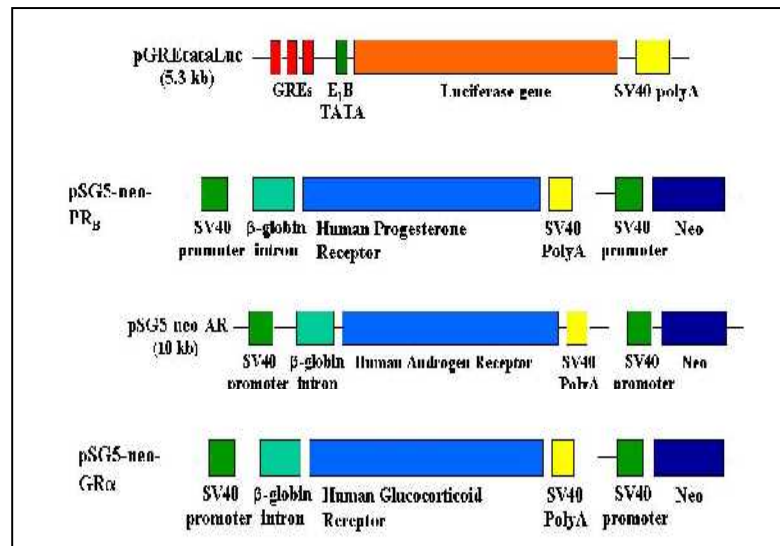 pGREtataLuc
(5.3 kb)
GREs
E₁B
TATA
Luciferase gene
SV40 polyA
pSG5-neo-
PR_B
SV40
promoter
β-globin
intron
Human Progesterone
Receptor
SV40
PolyA
SV40
promoter
Neo
pSG5 neo AR
(10 kb)
SV40
promoter
β-globin
intron
Human Androgen Receptor
SV40
PolyA
SV40
promoter
Neo
pSG5-neo-
GRα
SV40
promoter
β-globin
intron
Human Glucocorticoid
Receptor
SV40
PolyA
SV40
promoter
Neo